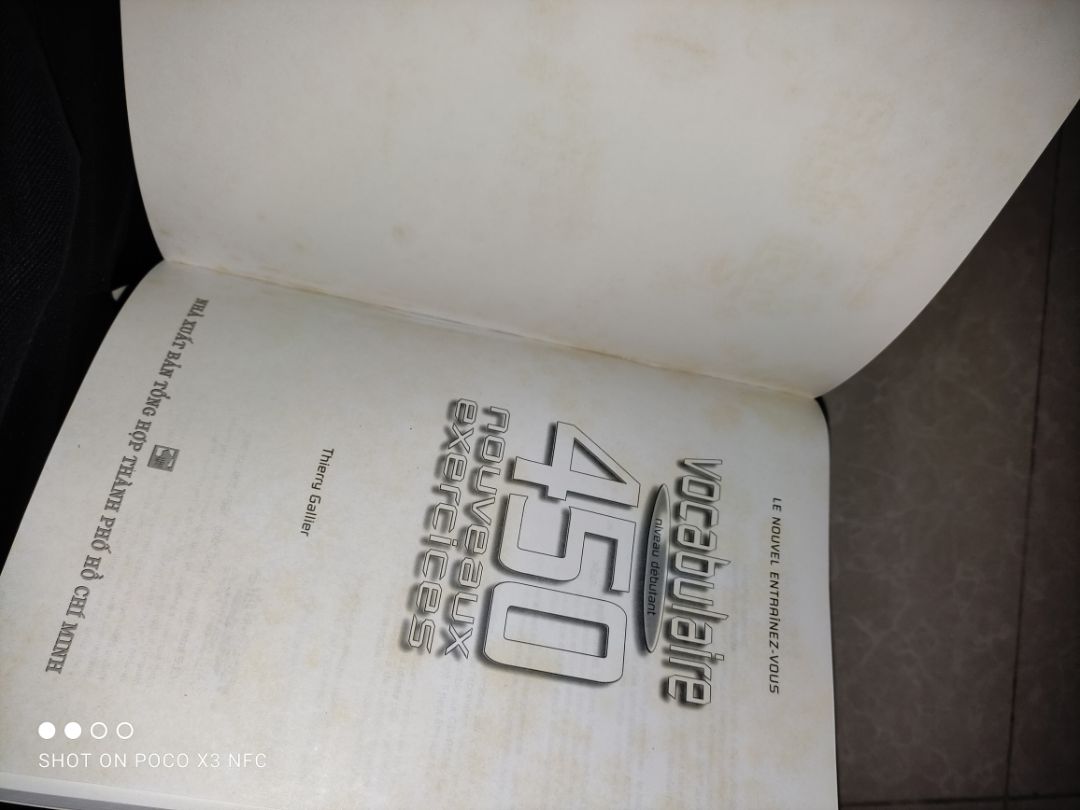 LE NOUVEL ENTRAÎNEZ-VOUS
vocabulaire
niveau débutant
450
nouveaux
exercices
Thierry Gallier
NHÀ XUẤT BẢN TỔNG HỢP THÀNH PHỐ HỒ CHÍ MINH
SHOT ON POCO X3 NFC